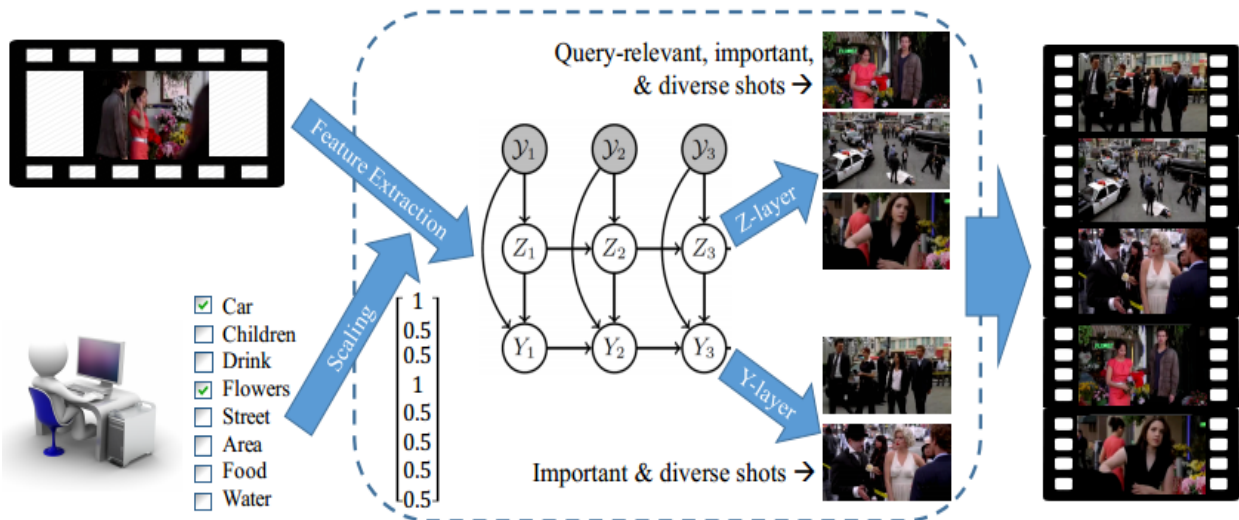 Query-relevant, important,
& diverse shots →
Feature Extraction
𝒴1
𝒴2
𝒴3
Z-layer
Z1
Z2
Z3
Scaling
Car
Children
Drink
Flowers
Street
Area
Food
Water
1
0.5
0.5
1
0.5
0.5
0.5
0.5
Y1
Y2
Y3
Y-layer
Important & diverse shots →